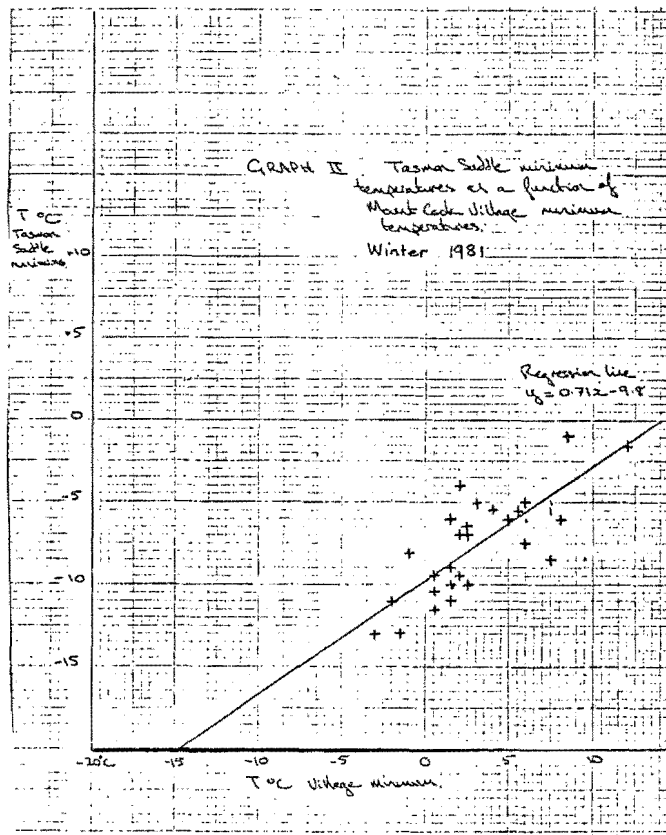 GRAPH II Tasman Saddle minimum
temperatures as a function of
Mount Cook Village minimum
temperatures.
Winter 1981
T °C
Tasman
Saddle
minimum
+10
+5
Regression line
y = 0.71x - 9.8
0
-5
-10
-15
-20°C -15 -10 -5 0 5 10
T °C Village minimum.